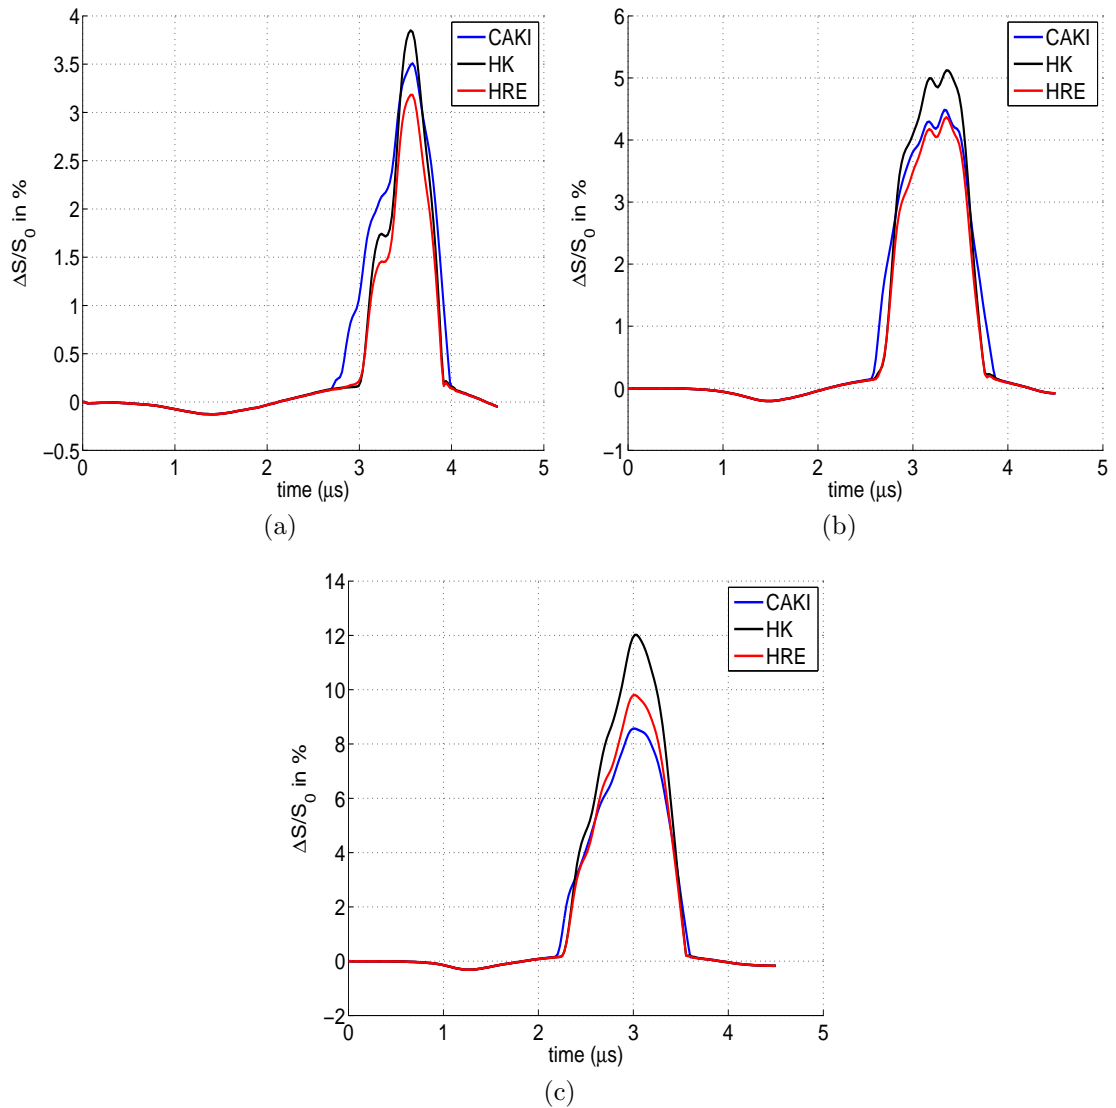 4
3.5
3
2.5
2
1.5
1
0.5
0
−0.5
0 1 2 3 4 5
time (μs)
ΔS/S0 in %
CAKI
HK
HRE
(a)
6
5
4
3
2
1
0
−1
0 1 2 3 4 5
time (μs)
ΔS/S0 in %
CAKI
HK
HRE
(b)
14
12
10
8
6
4
2
0
−2
0 1 2 3 4 5
time (μs)
ΔS/S0 in %
CAKI
HK
HRE
(c)